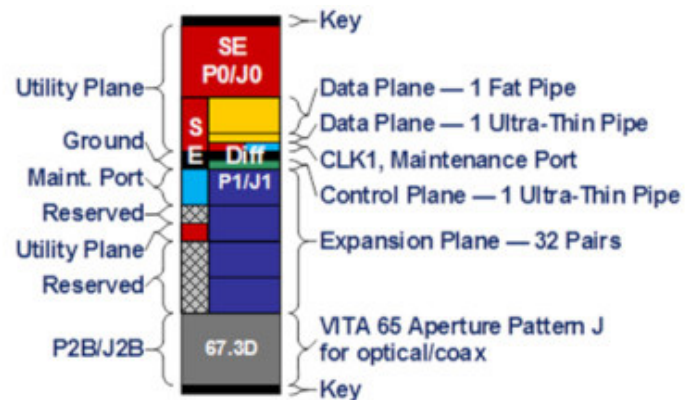 Key
SE
P0/J0
Utility Plane
Data Plane — 1 Fat Pipe
SE
Data Plane — 1 Ultra-Thin Pipe
Ground
Diff
CLK1, Maintenance Port
Maint. Port
P1/J1
Control Plane — 1 Ultra-Thin Pipe
Reserved
Utility Plane
Expansion Plane — 32 Pairs
Reserved
P2B/J2B
67.3D
VITA 65 Aperture Pattern J
for optical/coax
Key